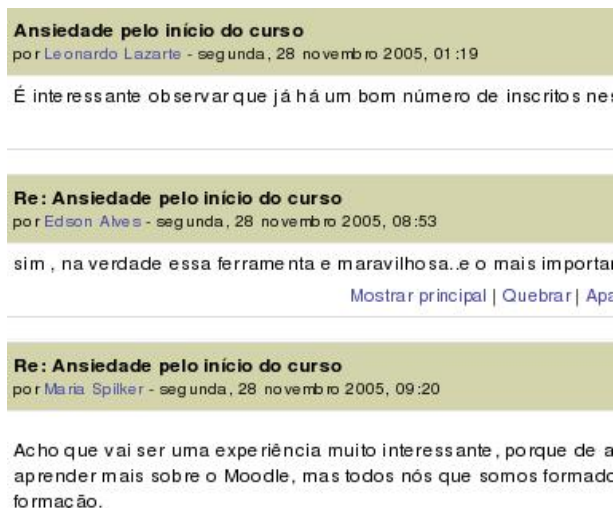 Ansiedade pelo início do curso
por Leonardo Lazarte - segunda, 28 novembro 2005, 01:19
É interessante observar que já há um bom número de inscritos
Re: Ansiedade pelo início do curso
por Edson Alves - segunda, 28 novembro 2005, 08:53
sim , na verdade essa ferramenta e maravilhosa..e o mais
Mostrar principal | Quebrar |
Re: Ansiedade pelo início do curso
por Maria Spilker - segunda, 28 novembro 2005, 09:20
Acho que vai ser uma experiência muito interessante, porque de
aprender mais sobre o Moodle, mas todos nós que somos
formação.